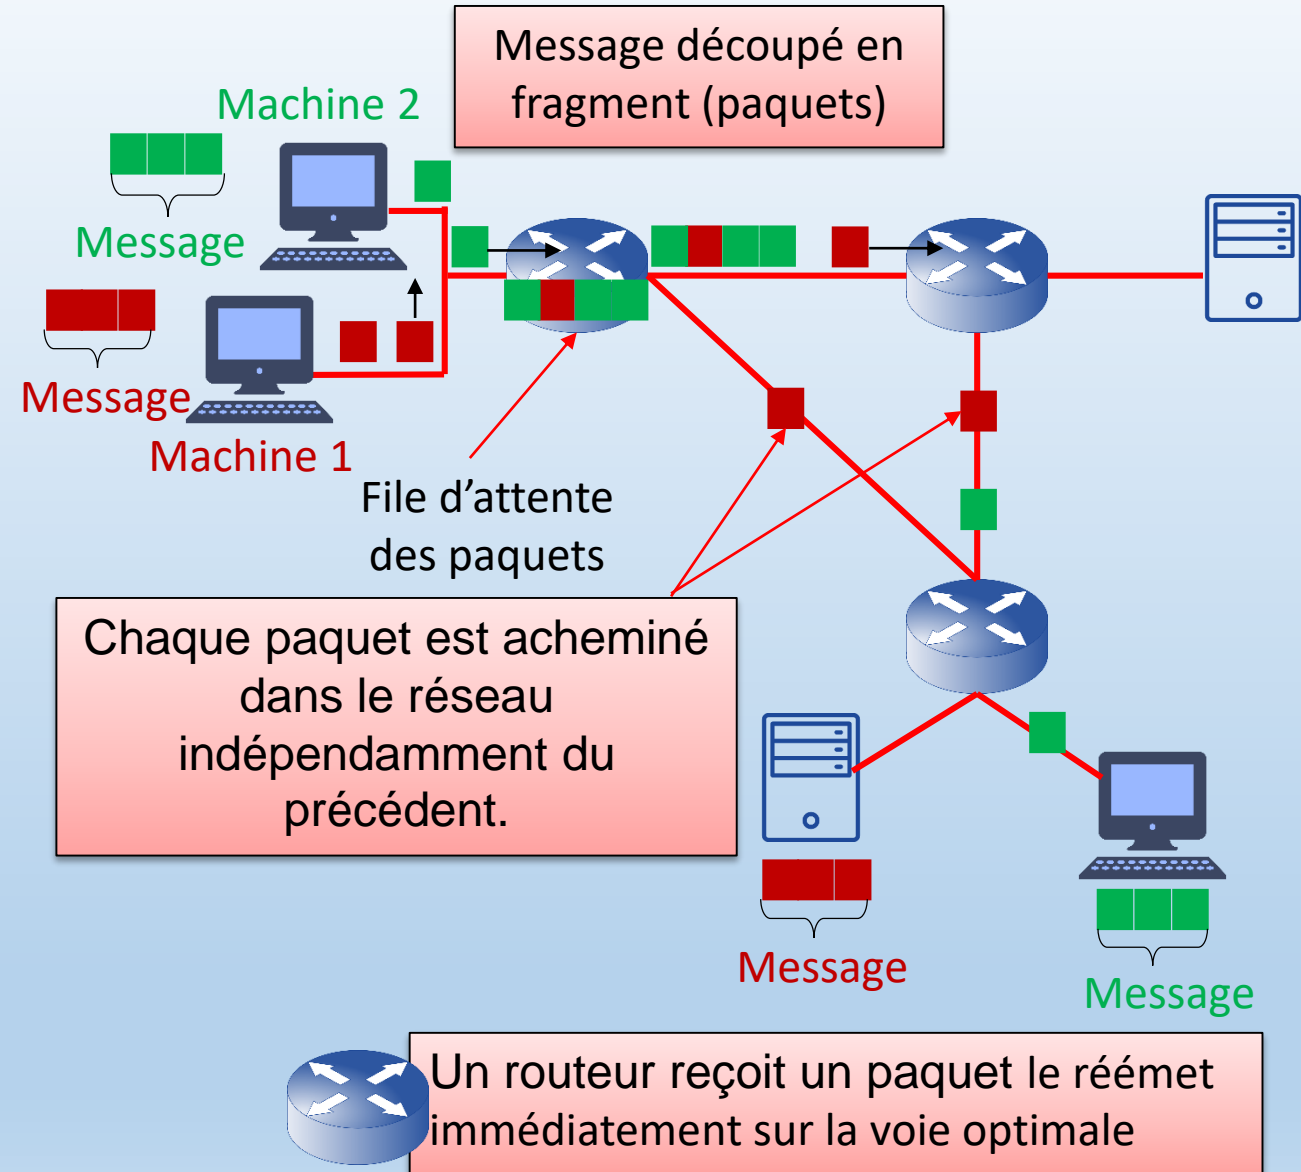 Message découpé en
fragment (paquets)
Machine 2
Message
Message
Machine 1
File d’attente
des paquets
Chaque paquet est acheminé
dans le réseau
indépendamment du
précédent.
Message
Message
Un routeur reçoit un paquet le réémet
immédiatement sur la voie optimale